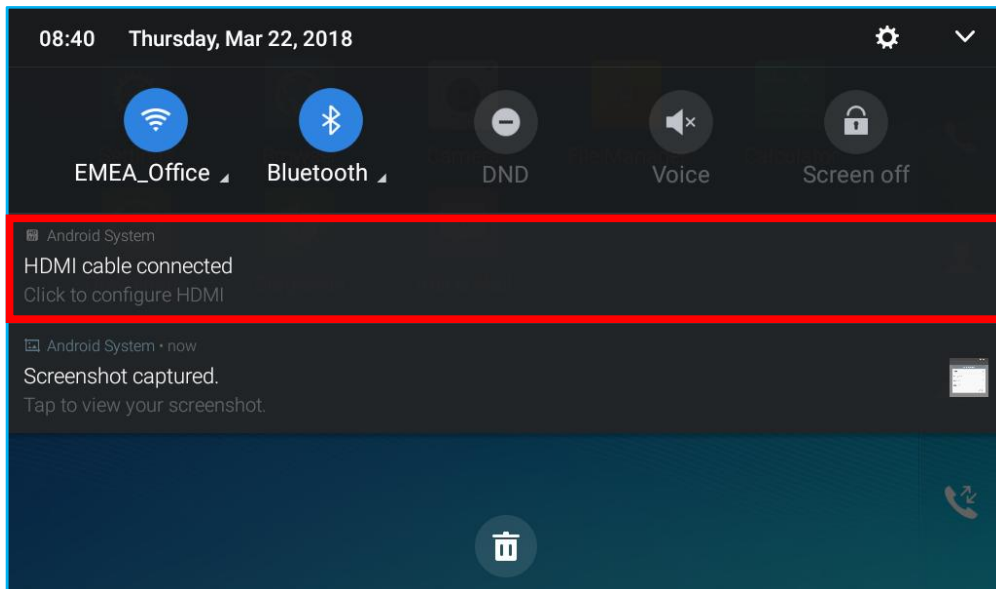 08:40 Thursday, Mar 22, 2018
EMEA_Office Bluetooth DND Voice Screen off
Android System
HDMI cable connected
Click to configure HDMI
Android System • now
Screenshot captured.
Tap to view your screenshot.